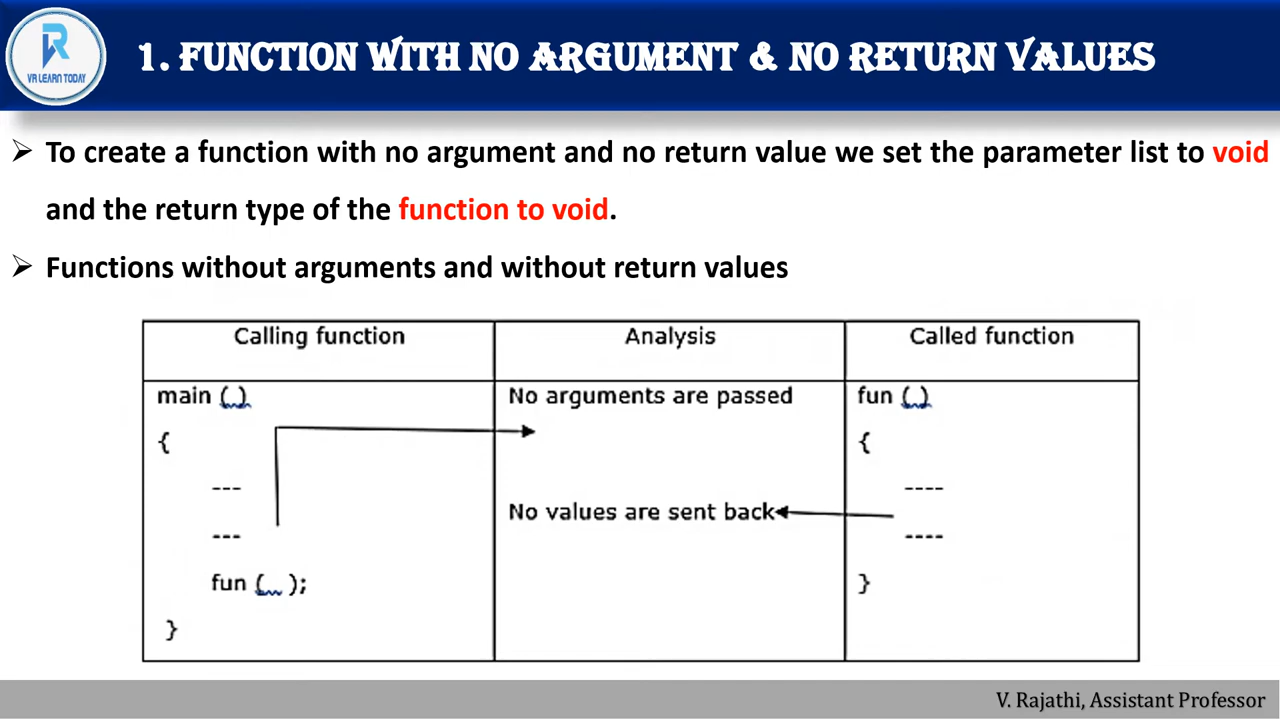 R
VR LEARN TODAY
1. FUNCTION WITH NO ARGUMENT & NO RETURN VALUES
➢ To create a function with no argument and no return value we set the parameter list to void
and the return type of the function to void.
➢ Functions without arguments and without return values
Calling function Analysis Called function
main ( ) No arguments are passed fun ( )
{ {
--- ----
No values are sent back
--- ----
fun ( ); }
}
V. Rajathi, Assistant Professor